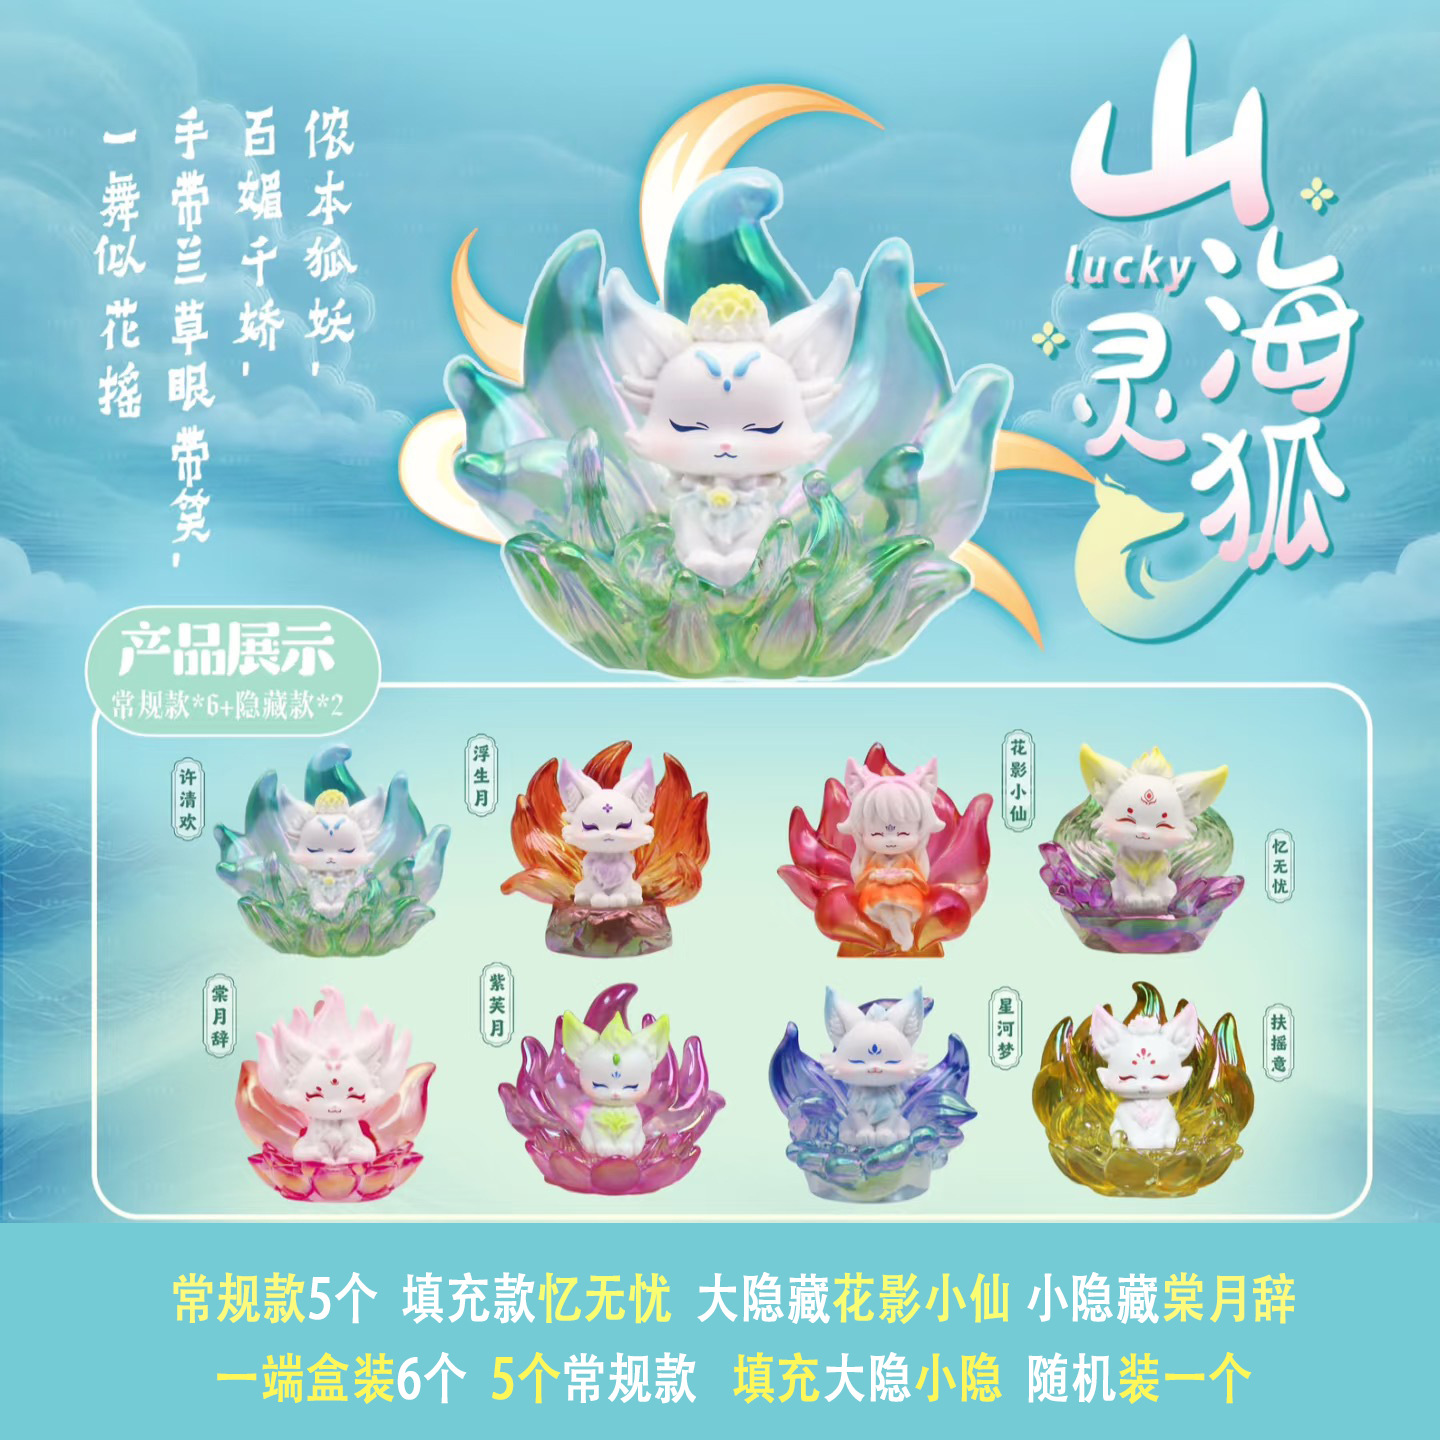 山海灵狐
lucky
侬本狐妖,
百媚千娇,
手带兰草眼带笑,
一舞似花摇
产品展示
常规款*6+隐藏款*2
许清欢
浮生月
花影小仙
忆无忧
棠月辞
紫芙月
星河梦
扶摇意
常规款5个 填充款忆无忧 大隐藏花影小仙 小隐藏棠月辞
一端盒装6个 5个常规款 填充大隐小隐 随机装一个